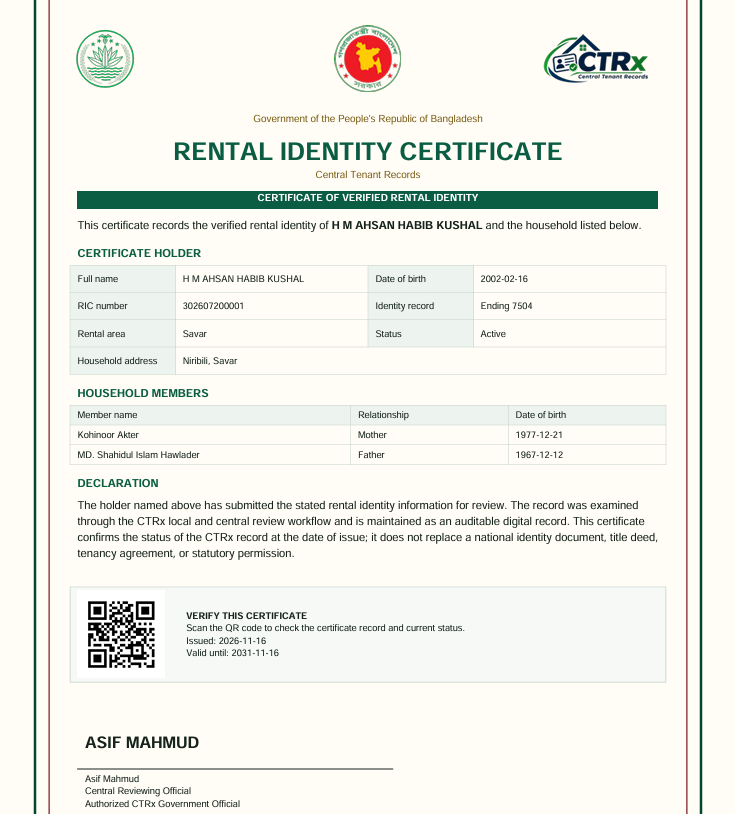 গণপ্রজাতন্ত্রী বাংলাদেশ
সরকার
CTRx
Central Tenant Records
Government of the People's Republic of Bangladesh
RENTAL IDENTITY CERTIFICATE
Central Tenant Records
CERTIFICATE OF VERIFIED RENTAL IDENTITY
This certificate records the verified rental identity of H M AHSAN HABIB KUSHAL and the household listed below.
CERTIFICATE HOLDER
Full name H M AHSAN HABIB KUSHAL Date of birth 2002-02-16
RIC number 302607200001 Identity record Ending 7504
Rental area Savar Status Active
Household address Niribili, Savar
HOUSEHOLD MEMBERS
Member name Relationship Date of birth
Kohinoor Akter Mother 1977-12-21
MD. Shahidul Islam Hawlader Father 1967-12-12
DECLARATION
The holder named above has submitted the stated rental identity information for review. The record was examined
through the CTRx local and central review workflow and is maintained as an auditable digital record. This certificate
confirms the status of the CTRx record at the date of issue; it does not replace a national identity document, title deed,
tenancy agreement, or statutory permission.
VERIFY THIS CERTIFICATE
Scan the QR code to check the certificate record and current status.
Issued: 2026-11-16
Valid until: 2031-11-16
ASIF MAHMUD
Asif Mahmud
Central Reviewing Official
Authorized CTRx Government Official